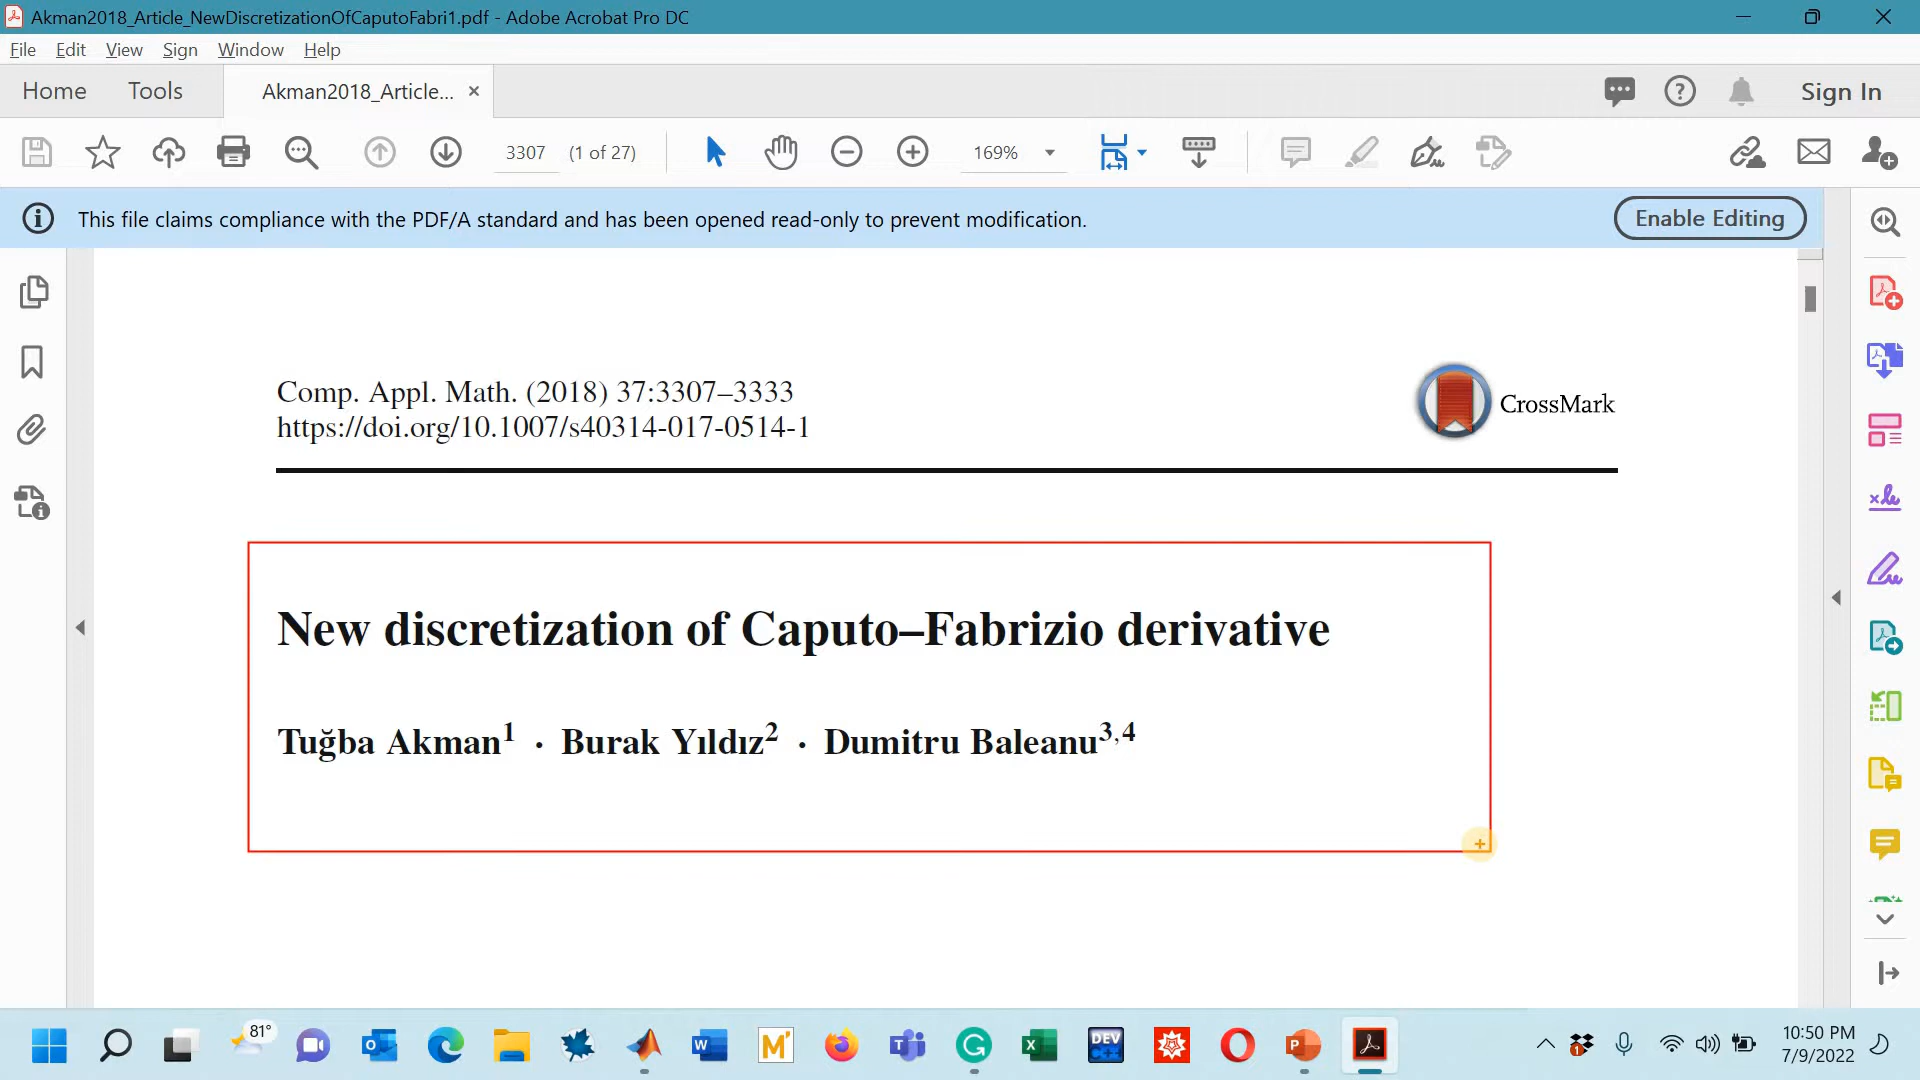 Akman2018_Article_NewDiscretizationOfCaputoFabri1.pdf - Adobe Acrobat Pro DC
File Edit View Sign Window Help
Home Tools Akman2018_Article... × Sign In
3307 (1 of 27) 169%
This file claims compliance with the PDF/A standard and has been opened read-only to prevent modification. Enable Editing
Comp. Appl. Math. (2018) 37:3307–3333
https://doi.org/10.1007/s40314-017-0514-1
CrossMark
New discretization of Caputo–Fabrizio derivative
Tuğba Akman1 · Burak Yıldız2 · Dumitru Baleanu3,4
81°
DEV C++
10:50 PM
7/9/2022